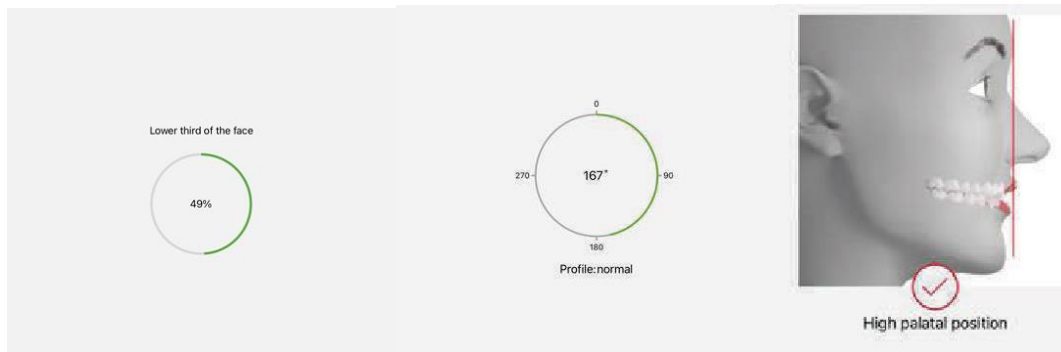 Lower third of the face
49%
0
270
167°
90
180
Profile:normal
High palatal position